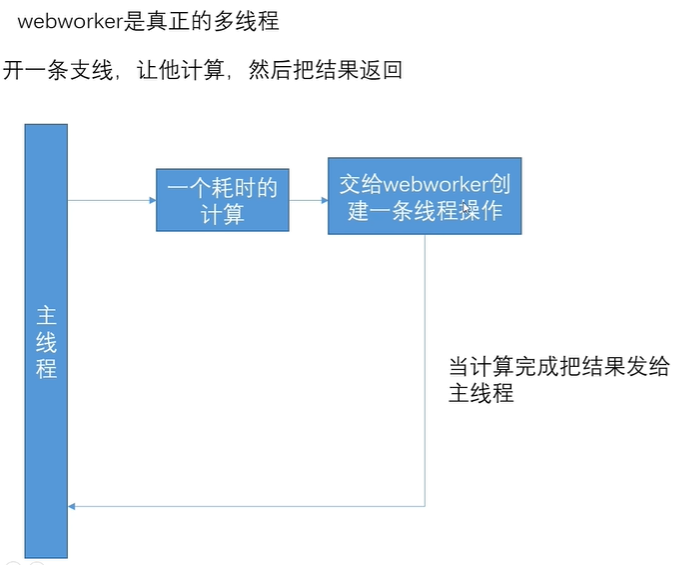 webworker是真正的多线程
开一条支线，让他计算，然后把结果返回
一个耗时的
计算
交给webworker创
建一条线程操作
主
线
程
当计算完成把结果发给
主线程